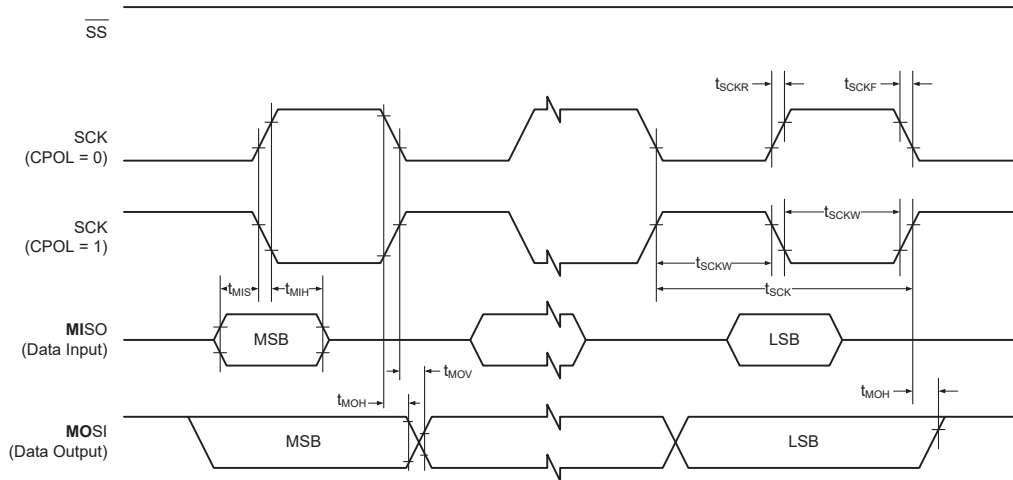 SS
tSCKR
tSCKF
SCK
(CPOL = 0)
SCK
(CPOL = 1)
tSCKW
tSCKW
tSCK
tMIS
tMIH
MISO
(Data Input)
MSB
LSB
tMOV
tMOH
tMOH
MOSI
(Data Output)
MSB
LSB